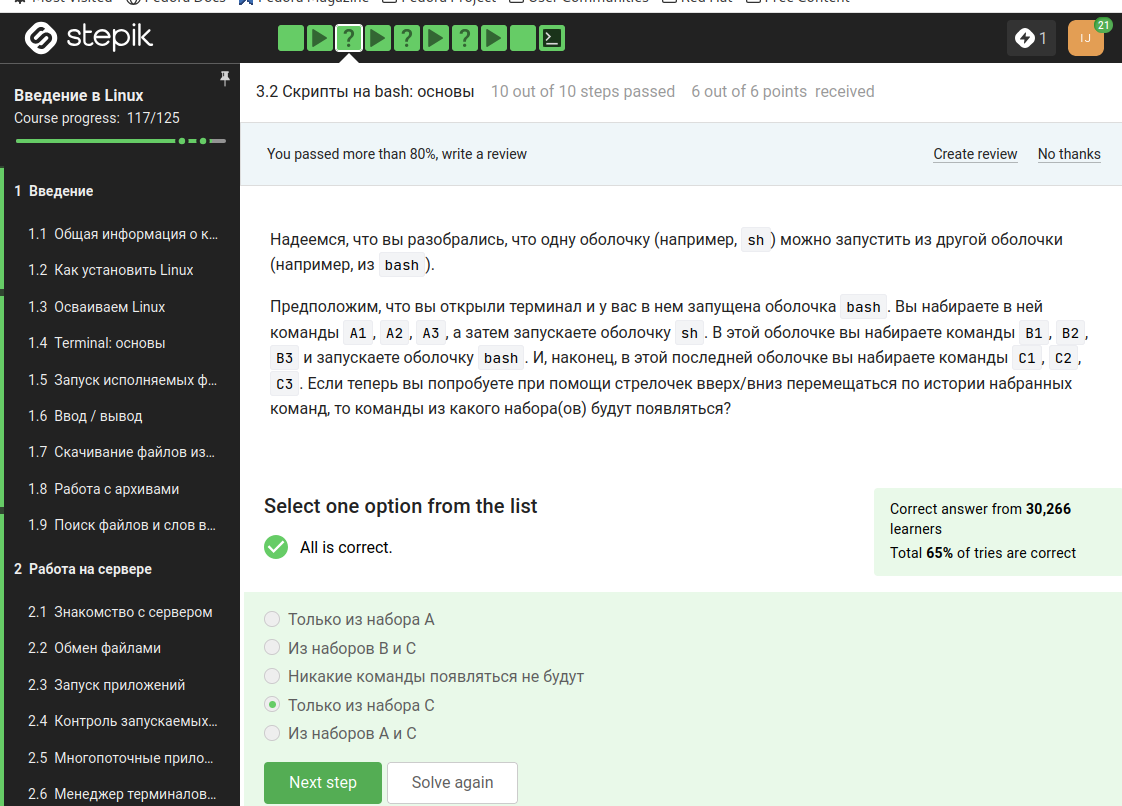 Most Visited Fedora Docs Fedora Magazine Fedora Project User Communities Red Hat Free Content
stepik
? ? ?
1
IJ
21
Введение в Linux
Course progress: 117/125
3.2 Скрипты на bash: основы 10 out of 10 steps passed 6 out of 6 points received
You passed more than 80%, write a review
Create review No thanks
1 Введение
1.1 Общая информация о к...
1.2 Как установить Linux
1.3 Осваиваем Linux
1.4 Terminal: основы
1.5 Запуск исполняемых ф...
1.6 Ввод / вывод
1.7 Скачивание файлов из...
1.8 Работа с архивами
1.9 Поиск файлов и слов в...
2 Работа на сервере
2.1 Знакомство с сервером
2.2 Обмен файлами
2.3 Запуск приложений
2.4 Контроль запускаемых...
2.5 Многопоточные прило...
2.6 Менеджер терминалов...
Надеемся, что вы разобрались, что одну оболочку (например, sh ) можно запустить из другой оболочки
(например, из bash ).
Предположим, что вы открыли терминал и у вас в нем запущена оболочка bash . Вы набираете в ней
команды A1 , A2 , A3 , а затем запускаете оболочку sh . В этой оболочке вы набираете команды B1 , B2 ,
B3 и запускаете оболочку bash . И, наконец, в этой последней оболочке вы набираете команды C1 , C2 ,
C3 . Если теперь вы попробуете при помощи стрелочек вверх/вниз перемещаться по истории набранных
команд, то команды из какого набора(ов) будут появляться?
Select one option from the list
All is correct.
Correct answer from 30,266
learners
Total 65% of tries are correct
Только из набора A
Из наборов B и C
Никакие команды появляться не будут
Только из набора C
Из наборов A и C
Next step Solve again